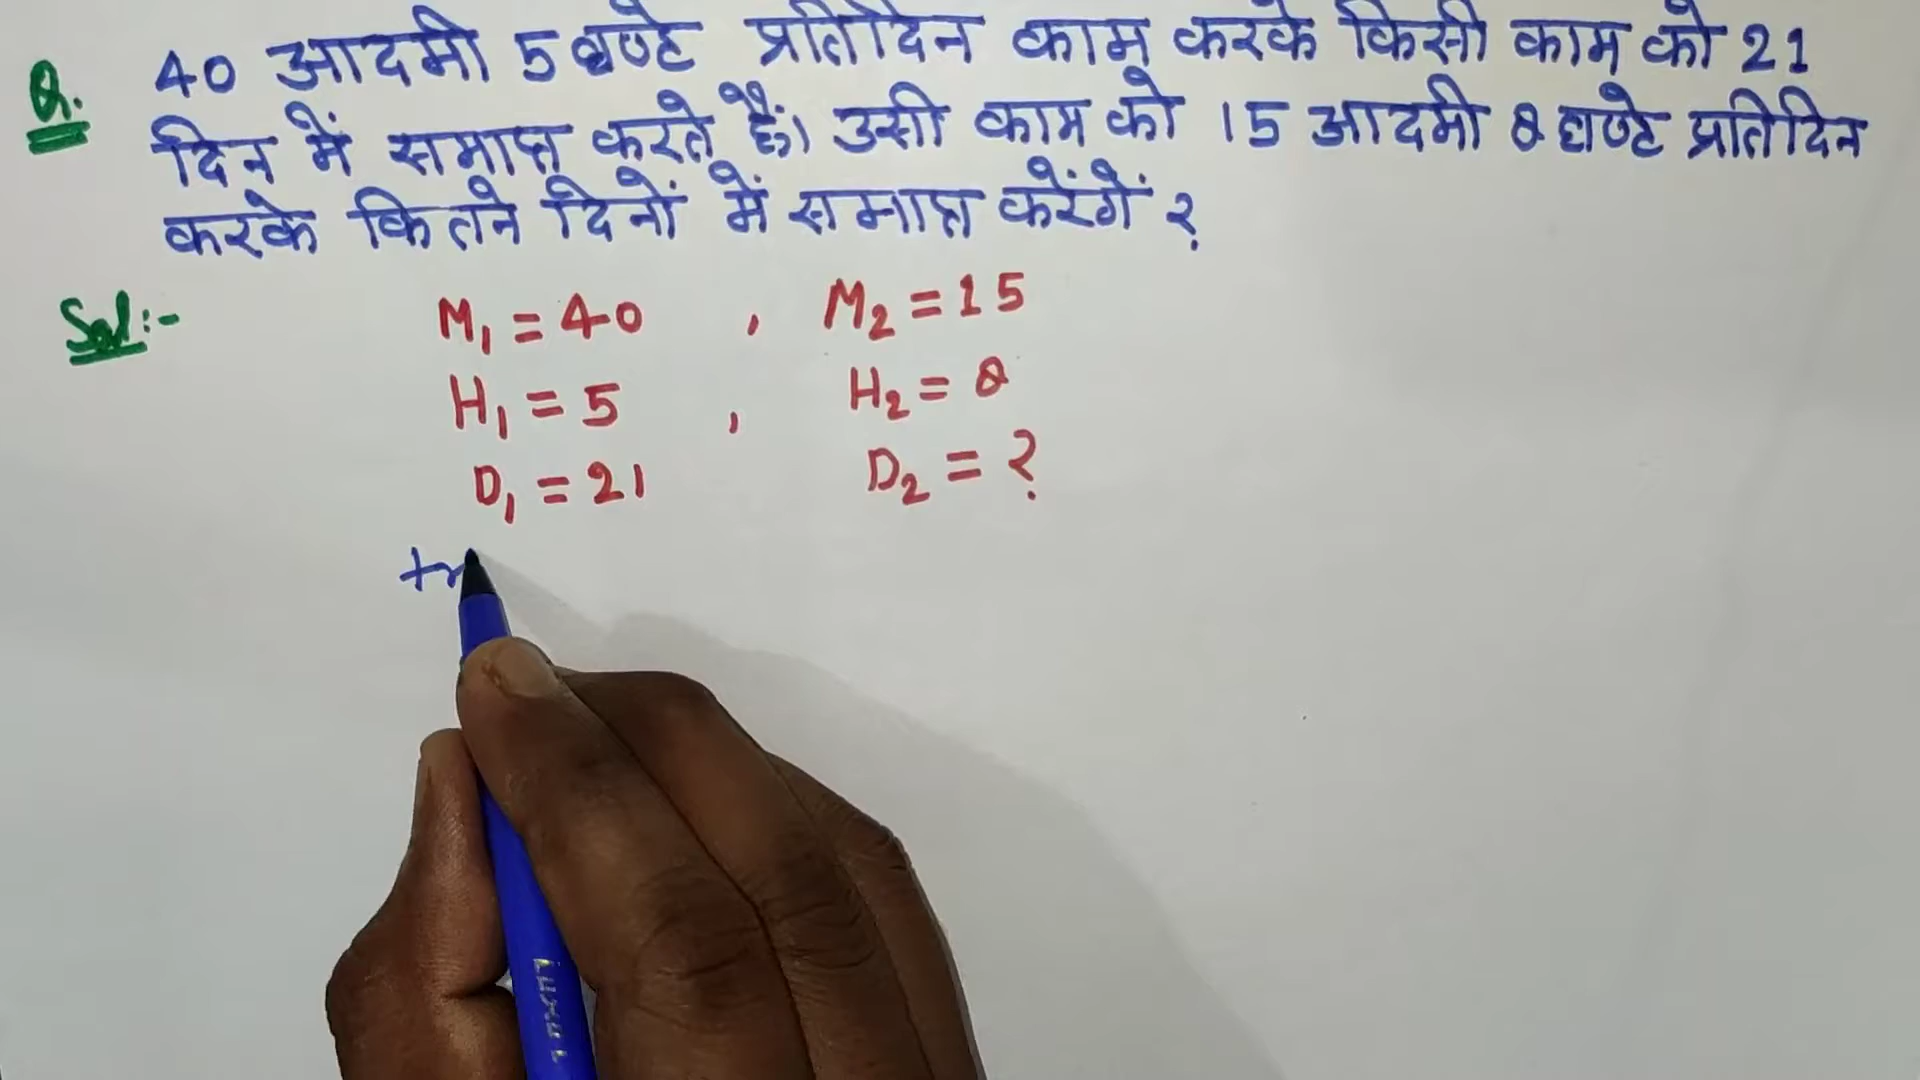 Q. 40 आदमी 5 घण्टे प्रतिदिन काम करके किसी काम को 21
दिन में समाप्त करते हैं। उसी काम को 15 आदमी 8 घण्टे प्रतिदिन
करके कितने दिनों में समाप्त करेंगें ?
Sol:-
M₁ = 40 , M₂ = 15
H₁ = 5 , H₂ = 8
D₁ = 21 D₂ = ?
tr